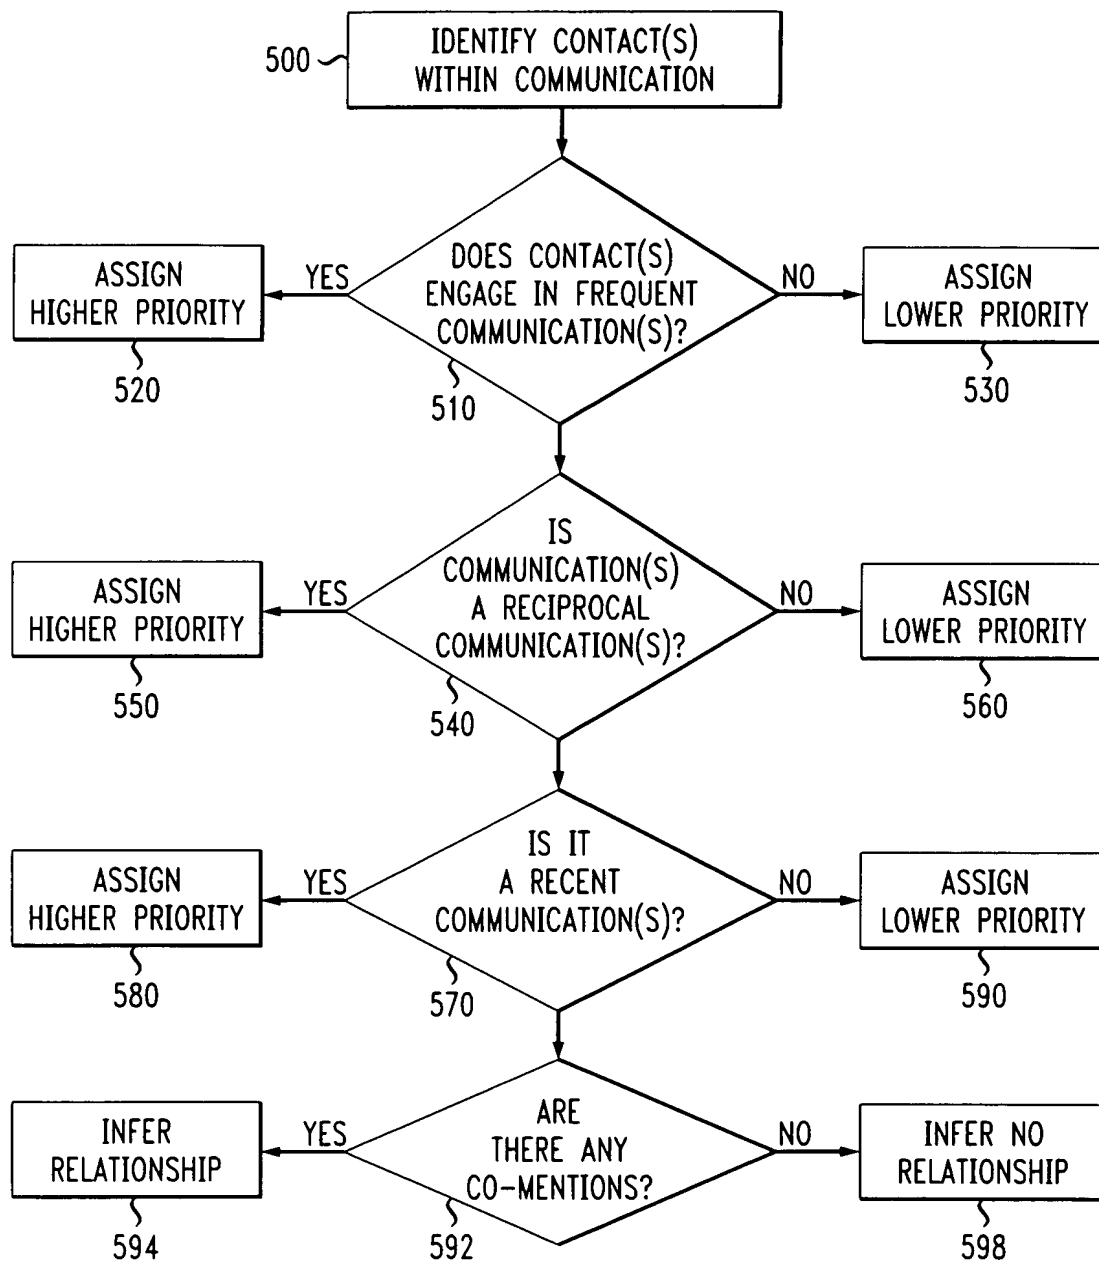 500
IDENTIFY CONTACT(S)
WITHIN COMMUNICATION
DOES CONTACT(S)
ENGAGE IN FREQUENT
COMMUNICATION(S)?
510
YES
ASSIGN
HIGHER PRIORITY
520
NO
ASSIGN
LOWER PRIORITY
530
IS
COMMUNICATION(S)
A RECIPROCAL
COMMUNICATION(S)?
540
YES
ASSIGN
HIGHER PRIORITY
550
NO
ASSIGN
LOWER PRIORITY
560
IS IT
A RECENT
COMMUNICATION(S)?
570
YES
ASSIGN
HIGHER PRIORITY
580
NO
ASSIGN
LOWER PRIORITY
590
ARE
THERE ANY
CO-MENTIONS?
592
YES
INFER
RELATIONSHIP
594
NO
INFER NO
RELATIONSHIP
598